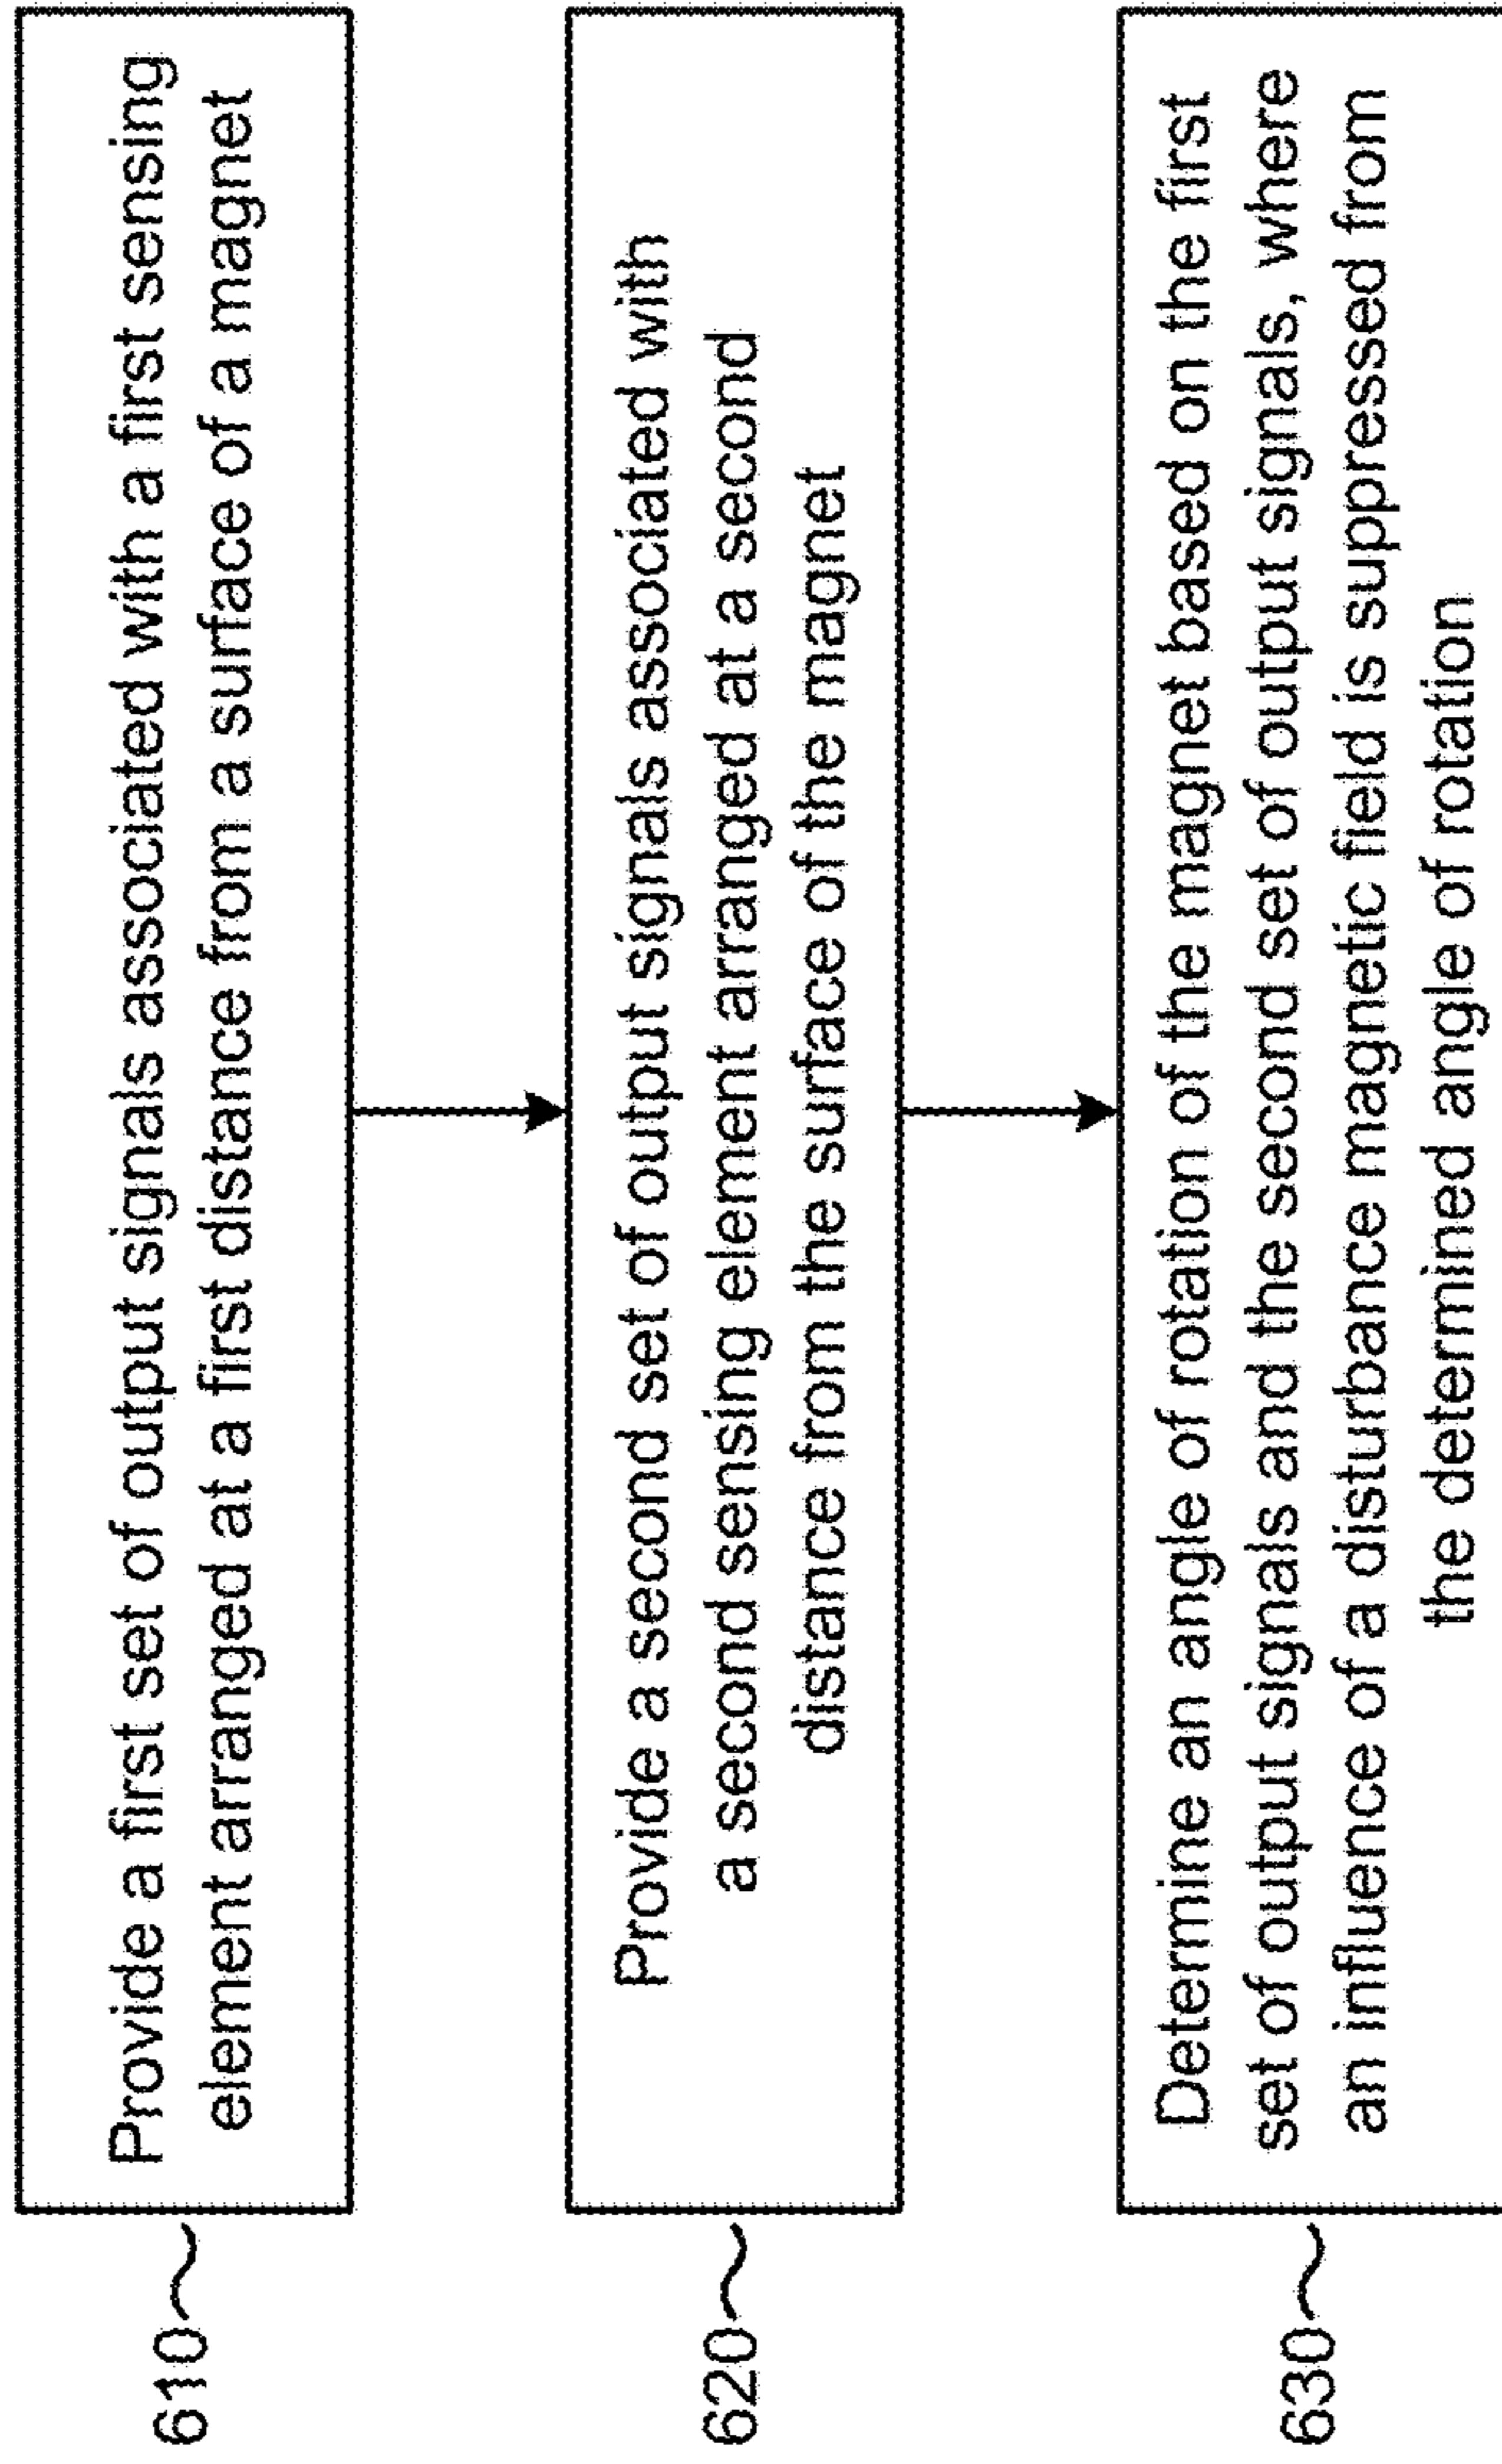 610
Provide a first set of output signals associated with a first sensing
element arranged at a first distance from a surface of a magnet
620
Provide a second set of output signals associated with
a second sensing element arranged at a second
distance from the surface of the magnet
630
Determine an angle of rotation of the magnet based on the first
set of output signals and the second set of output signals, where
an influence of a disturbance magnetic field is suppressed from
the determined angle of rotation